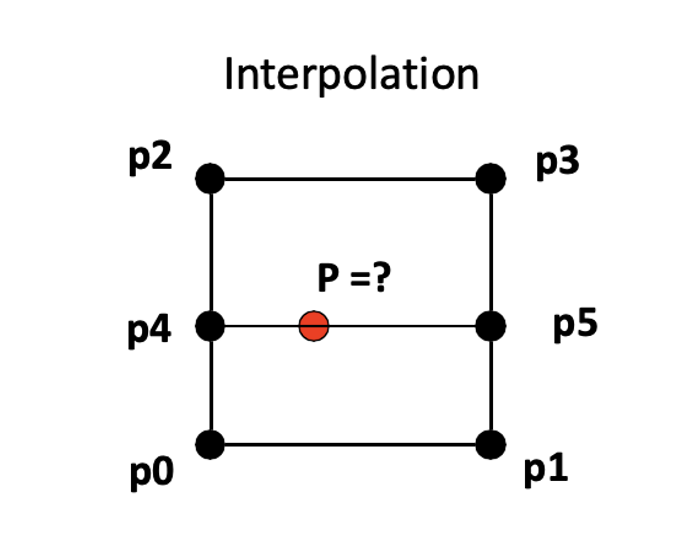 Interpolation
p2
p3
P =?
p4
p5
p0
p1